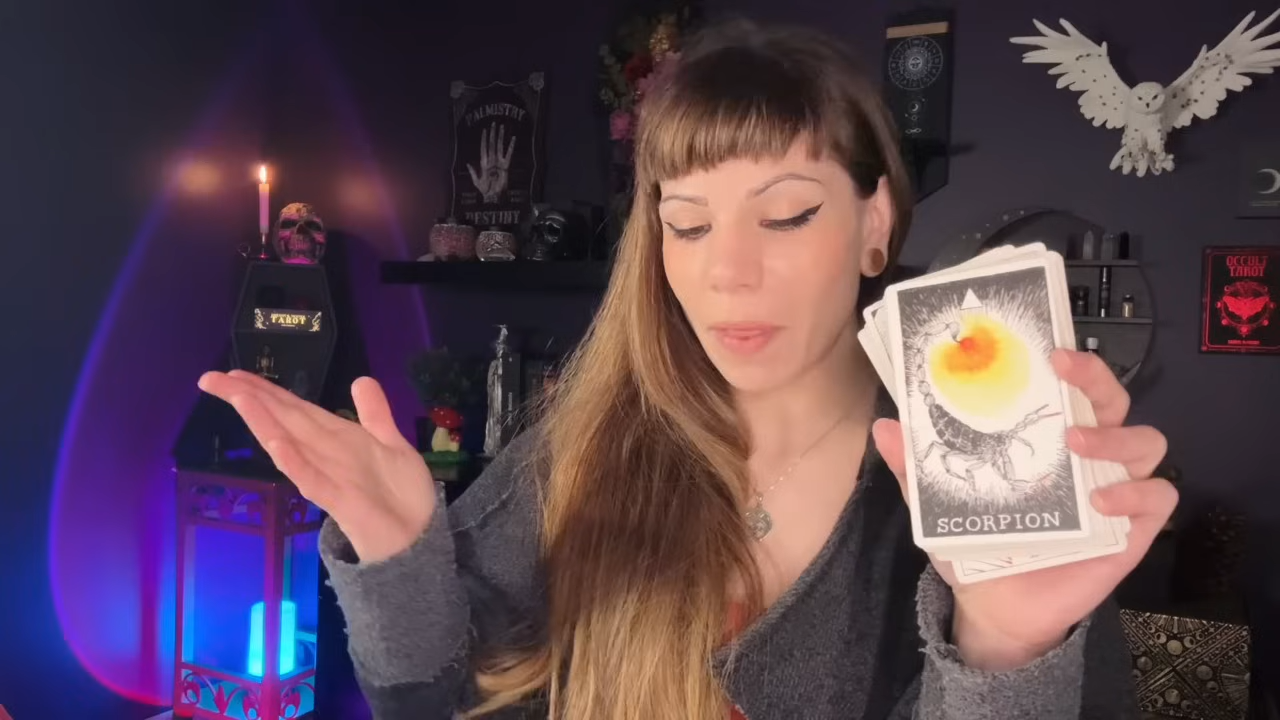 PALMISTRY
DESTINY
TAROT
OCCULT
TAROT
SCORPION